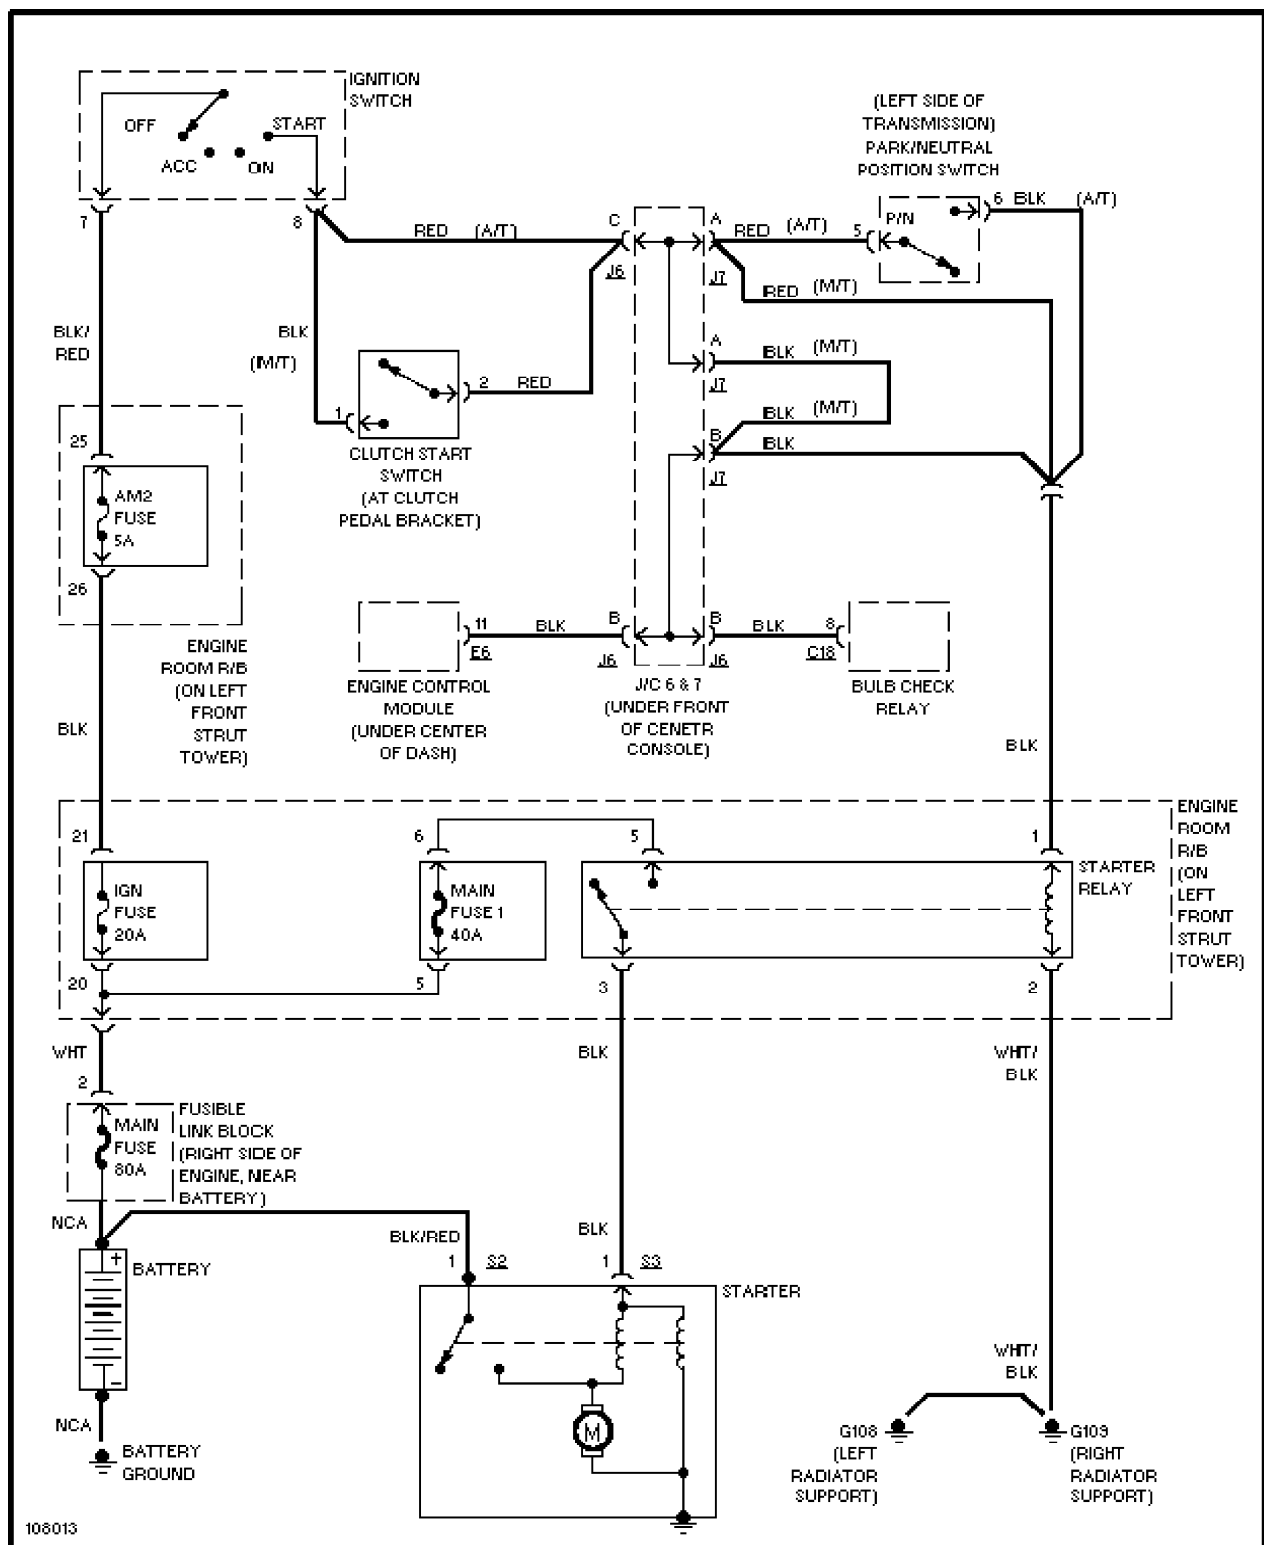 IGNITION
SWITCH
OFF
START
ACC
ON
(LEFT SIDE OF
TRANSMISSION)
PARK/NEUTRAL
POSITION SWITCH
7
8
RED (A/T)
C
J6
A
J7
RED (A/T)
5
P/N
6 BLK (A/T)
RED (M/T)
BLK/
RED
BLK
(M/T)
1
2 RED
CLUTCH START
SWITCH
(AT CLUTCH
PEDAL BRACKET)
A
J7
BLK (M/T)
BLK (M/T)
B
J7
BLK
25
AM2
FUSE
5A
26
ENGINE
ROOM R/B
(ON LEFT
FRONT
STRUT
TOWER)
11
E6
BLK
B
J6
B
J6
BLK
8
C18
ENGINE CONTROL
MODULE
(UNDER CENTER
OF DASH)
J/C 6 & 7
(UNDER FRONT
OF CENETR
CONSOLE)
BULB CHECK
RELAY
BLK
BLK
21
6
5
1
ENGINE
ROOM
R/B
(ON
LEFT
FRONT
STRUT
TOWER)
IGN
FUSE
20A
MAIN
FUSE 1
40A
STARTER
RELAY
20
5
3
2
WHT
2
BLK
WHT/
BLK
MAIN
FUSE
80A
FUSIBLE
LINK BLOCK
(RIGHT SIDE OF
ENGINE, NEAR
BATTERY)
NCA
BLK/RED
1 S2
BLK
1 S3
+
BATTERY
–
STARTER
M
NCA
BATTERY
GROUND
WHT/
BLK
G108
(LEFT
RADIATOR
SUPPORT)
G109
(RIGHT
RADIATOR
SUPPORT)
108013